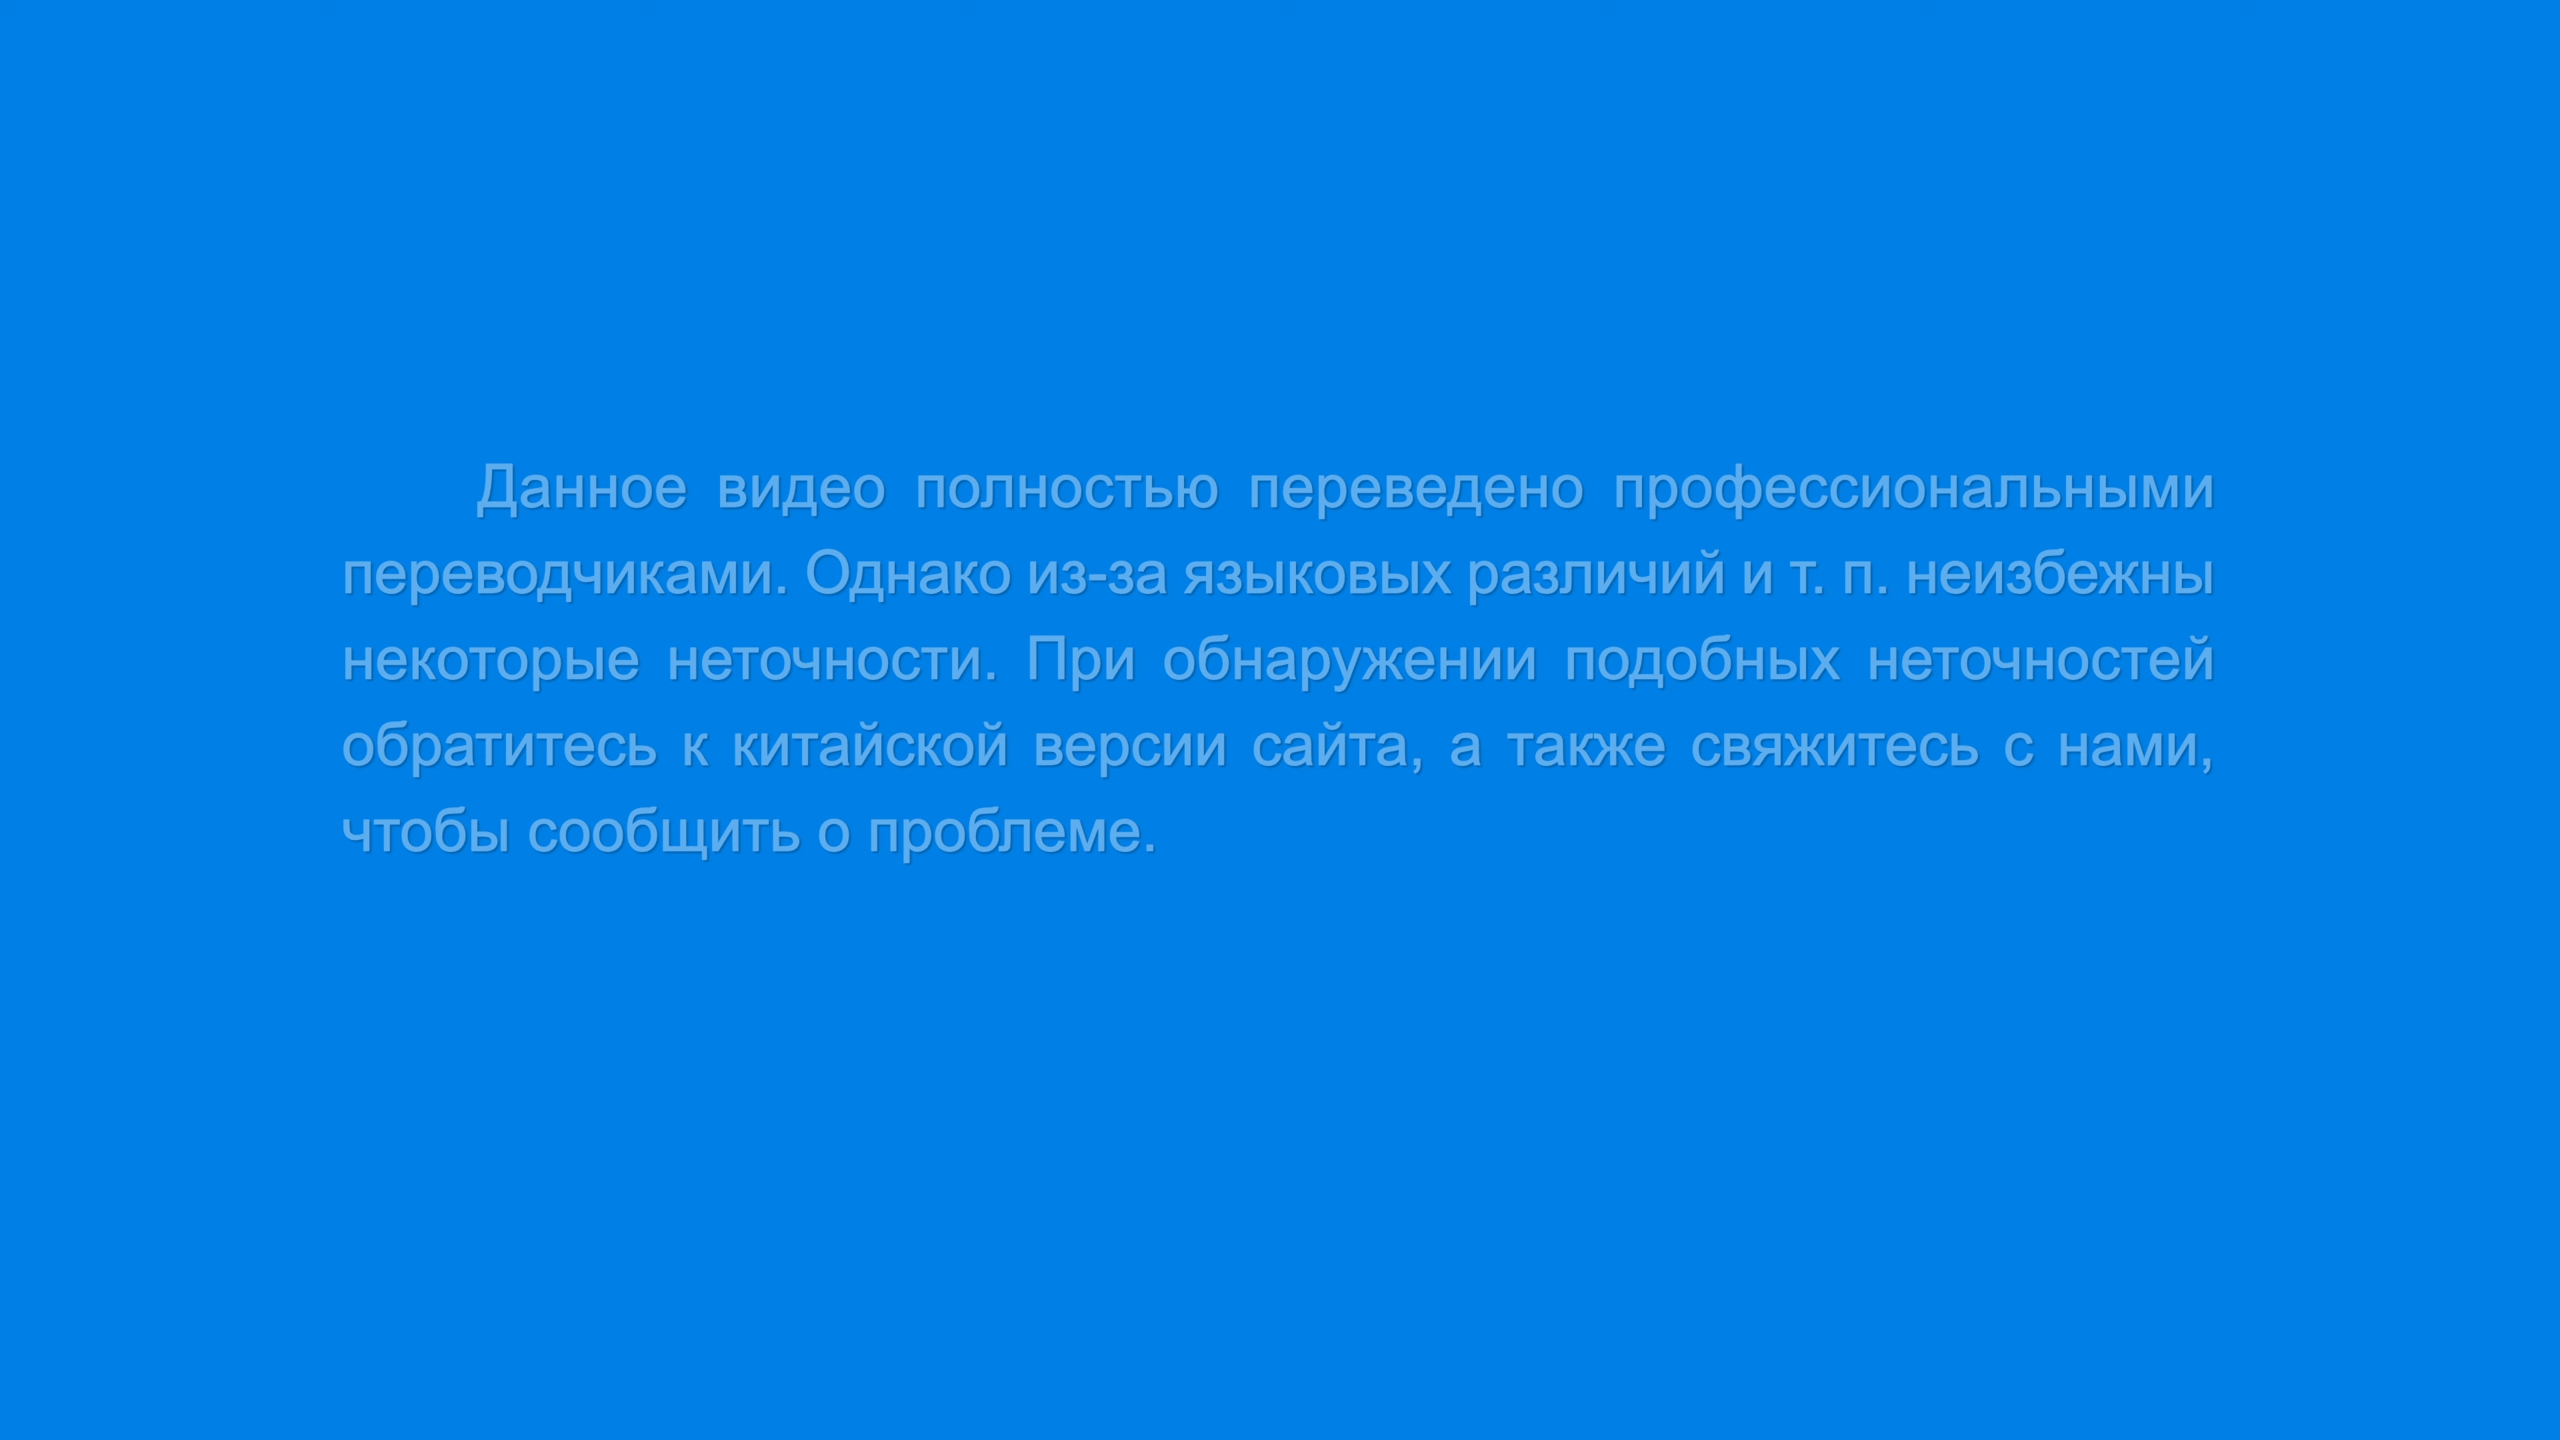 Данное видео полностью переведено профессиональными
переводчиками. Однако из-за языковых различий и т. п. неизбежны
некоторые неточности. При обнаружении подобных неточностей
обратитесь к китайской версии сайта, а также свяжитесь с нами,
чтобы сообщить о проблеме.